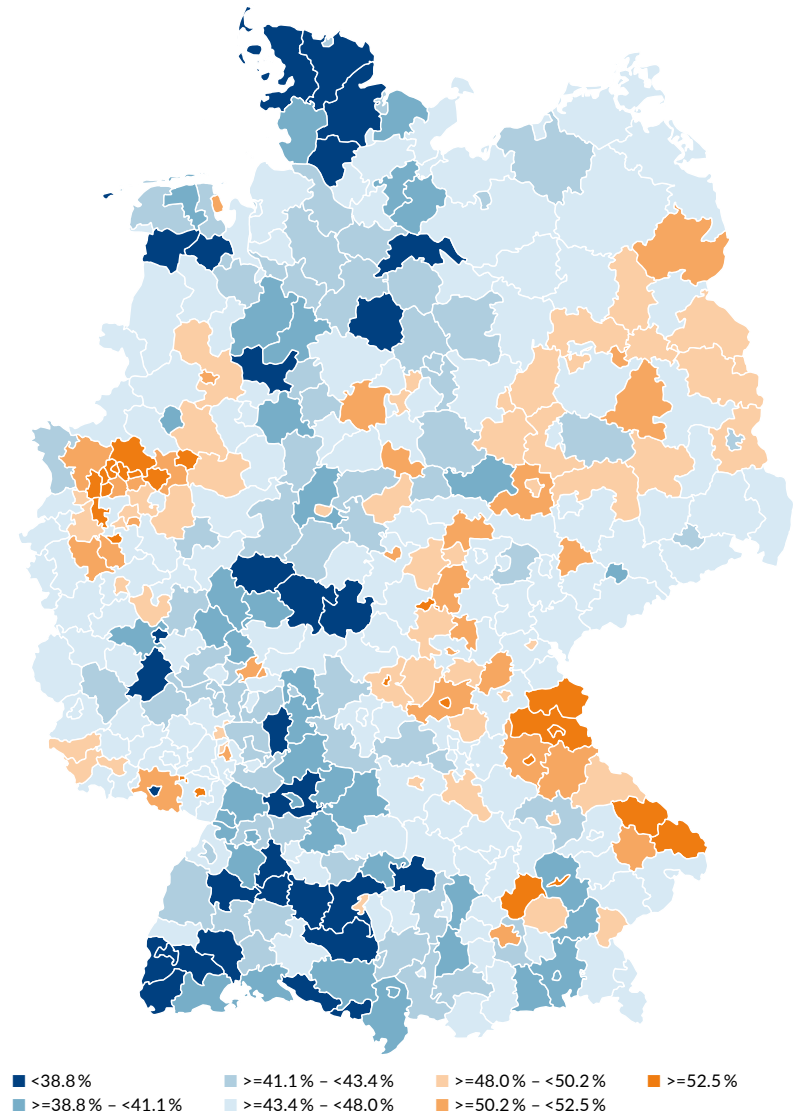 <38.8 % >=41.1 % – <43.4 % >=48.0 % – <50.2 % >=52.5 %
>=38.8 % – <41.1 % >=43.4 % – <48.0 % >=50.2 % – <52.5 %